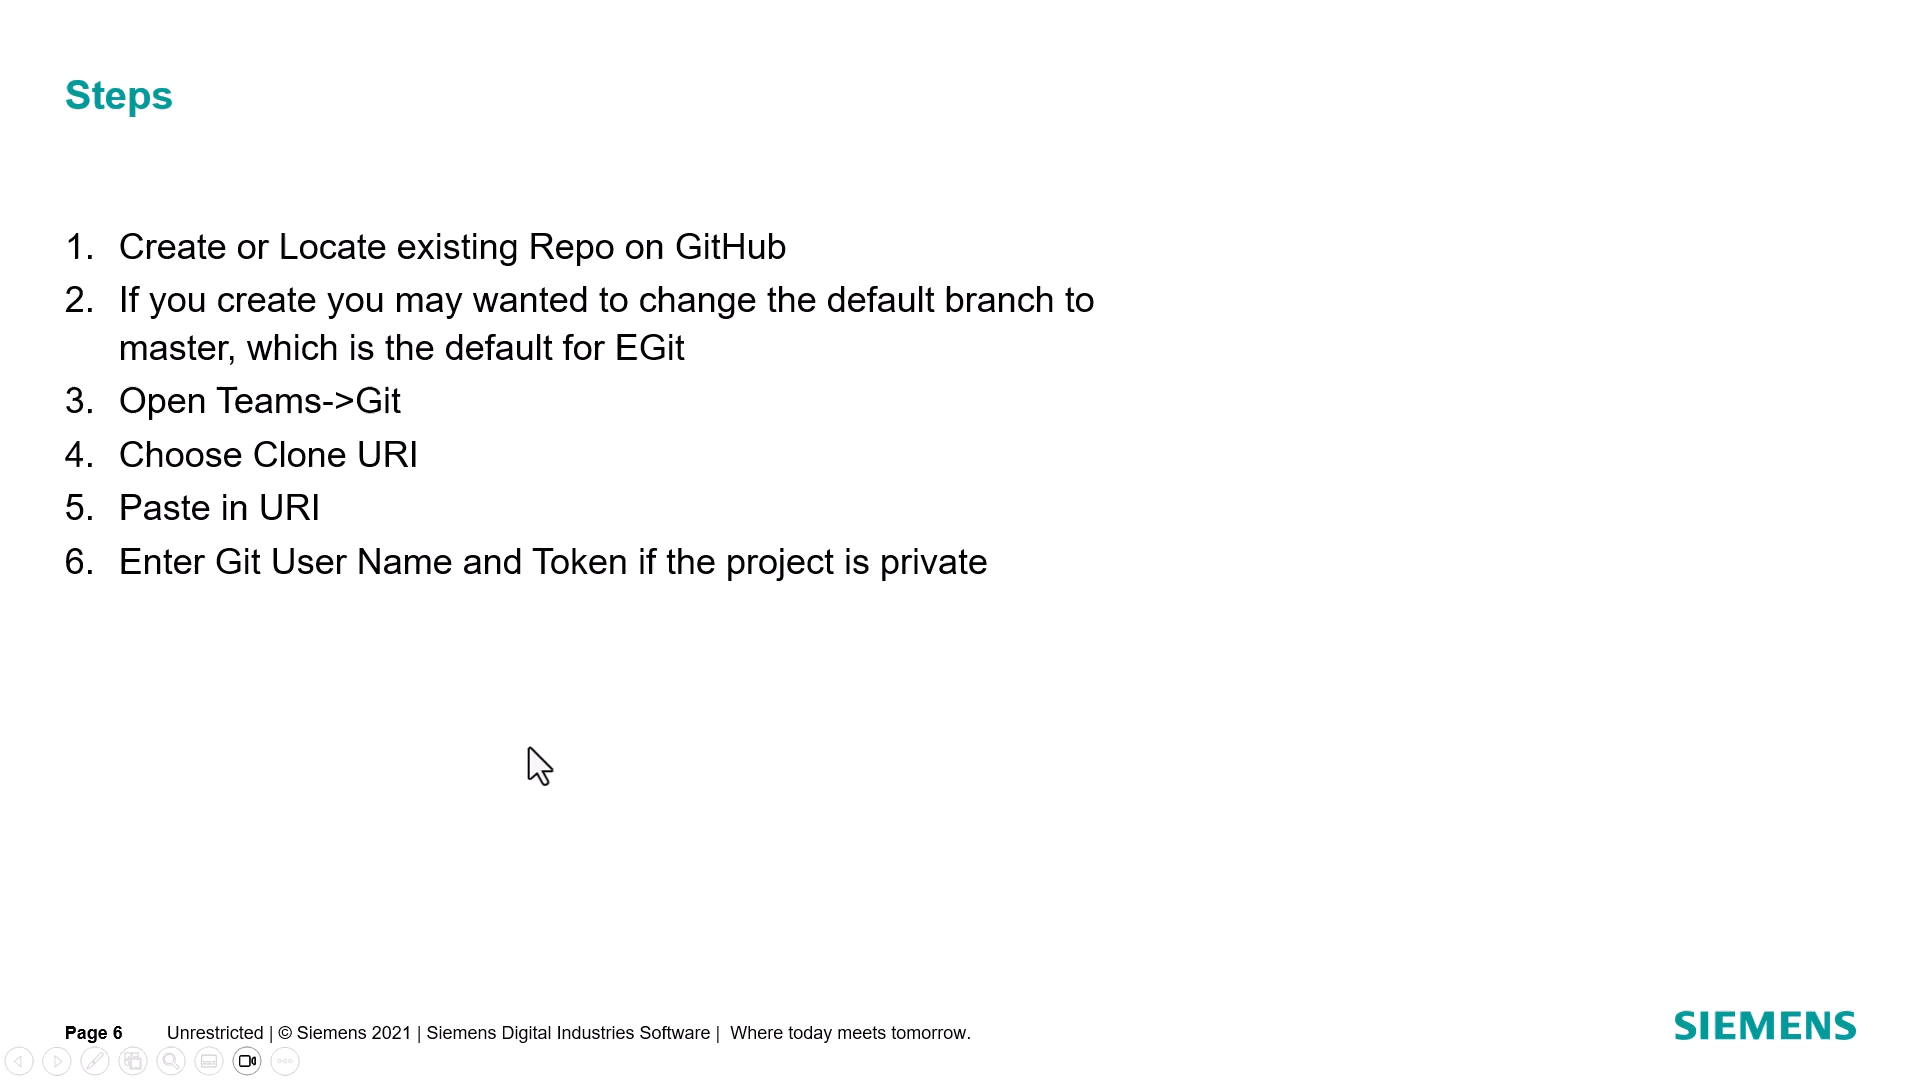 Steps
1. Create or Locate existing Repo on GitHub
2. If you create you may wanted to change the default branch to
master, which is the default for EGit
3. Open Teams->Git
4. Choose Clone URI
5. Paste in URI
6. Enter Git User Name and Token if the project is private
Page 6 Unrestricted | © Siemens 2021 | Siemens Digital Industries Software | Where today meets tomorrow.
SIEMENS